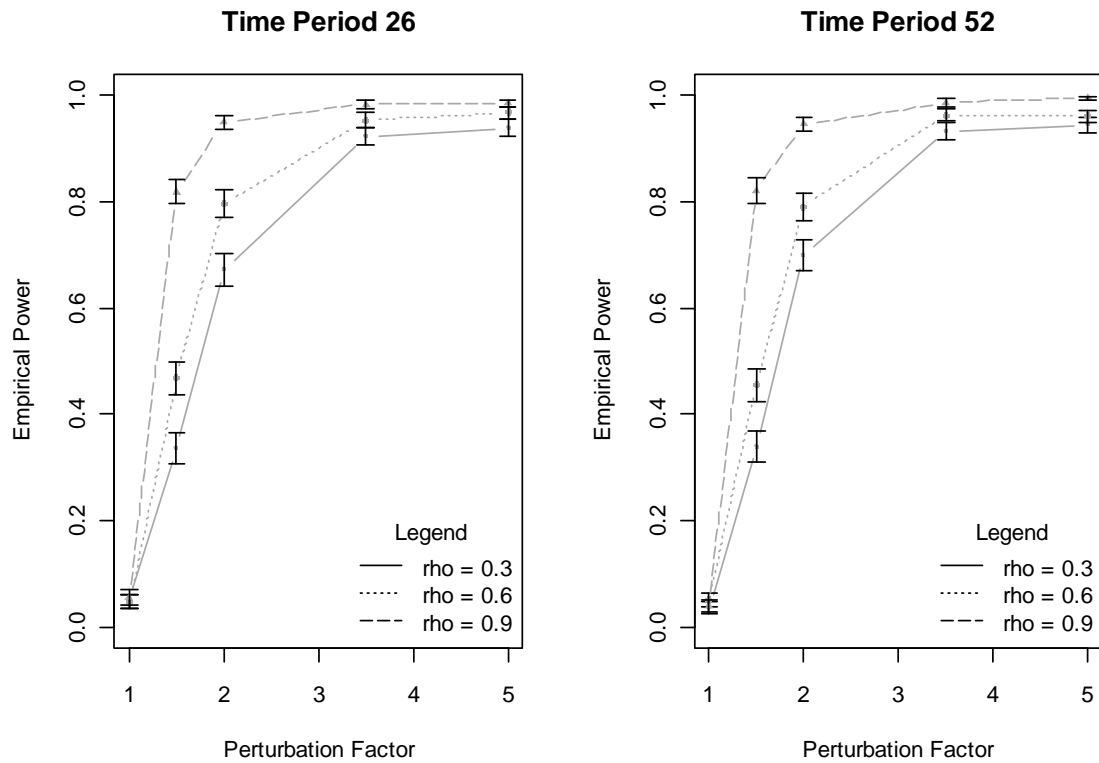 Time Period 26
Empirical Power
1.0
0.8
0.6
0.4
0.2
0.0
Legend
rho = 0.3
rho = 0.6
rho = 0.9
1 2 3 4 5
Perturbation Factor
Time Period 52
Empirical Power
1.0
0.8
0.6
0.4
0.2
0.0
Legend
rho = 0.3
rho = 0.6
rho = 0.9
1 2 3 4 5
Perturbation Factor